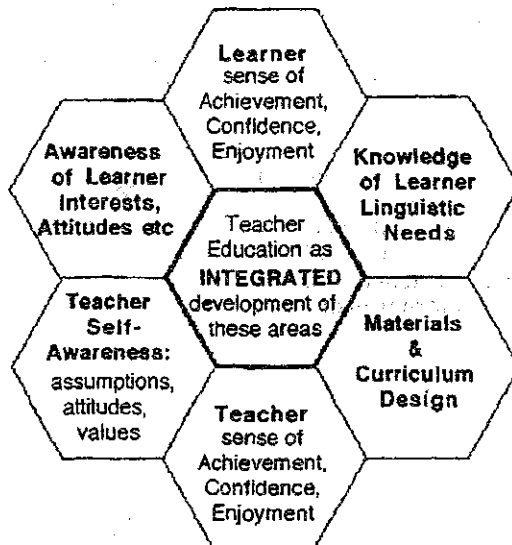 Learner
sense of
Achievement,
Confidence,
Enjoyment
Awareness
of Learner
Interests,
Attitudes etc
Knowledge
of Learner
Linguistic
Needs
Teacher
Education as
INTEGRATED
development of
these areas
Teacher
Self-
Awareness:
assumptions,
attitudes,
values
Materials
&
Curriculum
Design
Teacher
sense of
Achievement,
Confidence,
Enjoyment